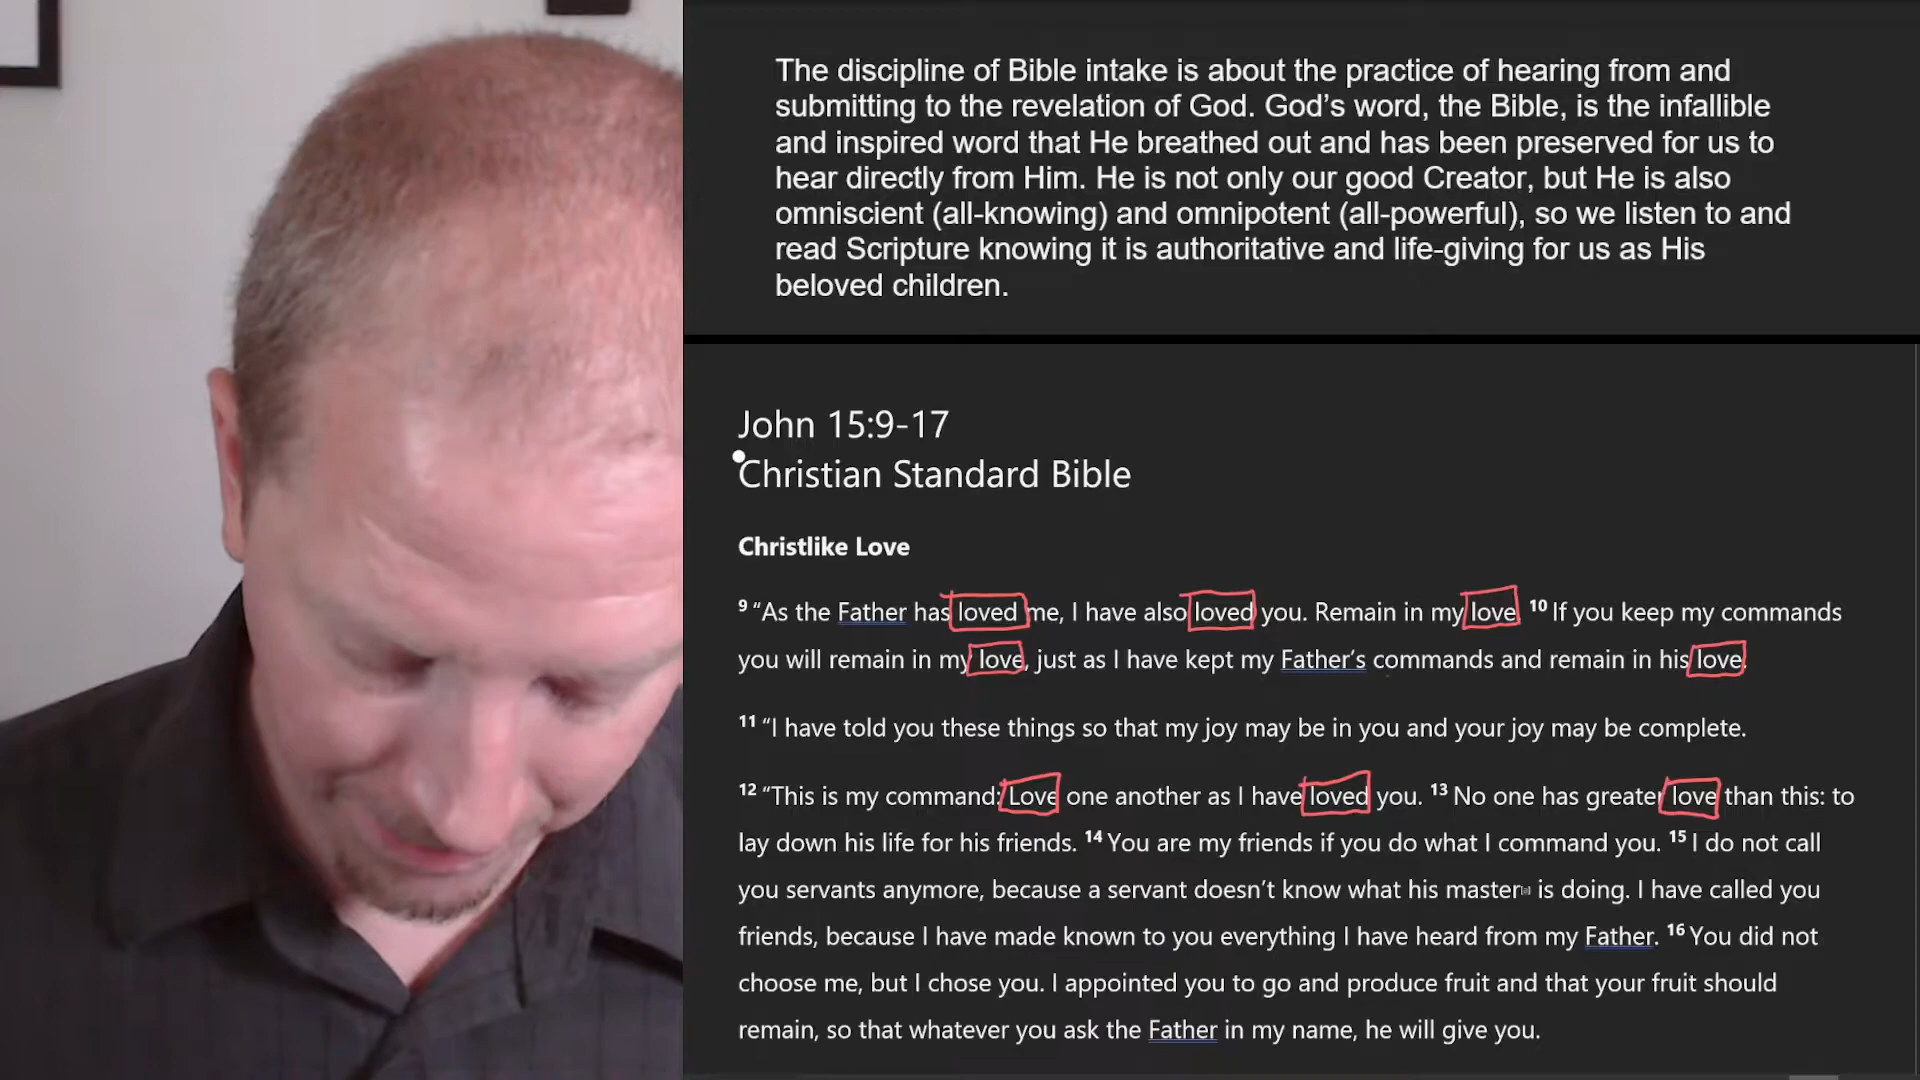 The discipline of Bible intake is about the practice of hearing from and
submitting to the revelation of God. God’s word, the Bible, is the infallible
and inspired word that He breathed out and has been preserved for us to
hear directly from Him. He is not only our good Creator, but He is also
omniscient (all-knowing) and omnipotent (all-powerful), so we listen to and
read Scripture knowing it is authoritative and life-giving for us as His
beloved children.
John 15:9-17
Christian Standard Bible
Christlike Love
9 “As the Father has loved me, I have also loved you. Remain in my love. 10 If you keep my commands
you will remain in my love, just as I have kept my Father’s commands and remain in his love.
11 “I have told you these things so that my joy may be in you and your joy may be complete.
12 “This is my command: Love one another as I have loved you. 13 No one has greater love than this: to
lay down his life for his friends. 14 You are my friends if you do what I command you. 15 I do not call
you servants anymore, because a servant doesn’t know what his master is doing. I have called you
friends, because I have made known to you everything I have heard from my Father. 16 You did not
choose me, but I chose you. I appointed you to go and produce fruit and that your fruit should
remain, so that whatever you ask the Father in my name, he will give you.